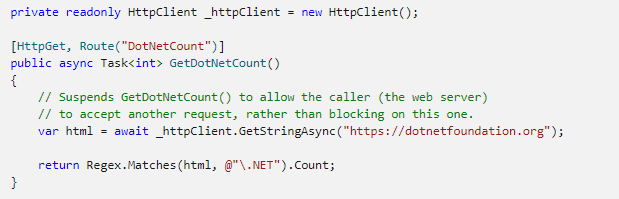 private readonly HttpClient _httpClient = new HttpClient();
[HttpGet, Route("DotNetCount")]
public async Task<int> GetDotNetCount()
{
// Suspends GetDotNetCount() to allow the caller (the web server)
// to accept another request, rather than blocking on this one.
var html = await _httpClient.GetStringAsync("https://dotnetfoundation.org");
return Regex.Matches(html, @"\.NET").Count;
}